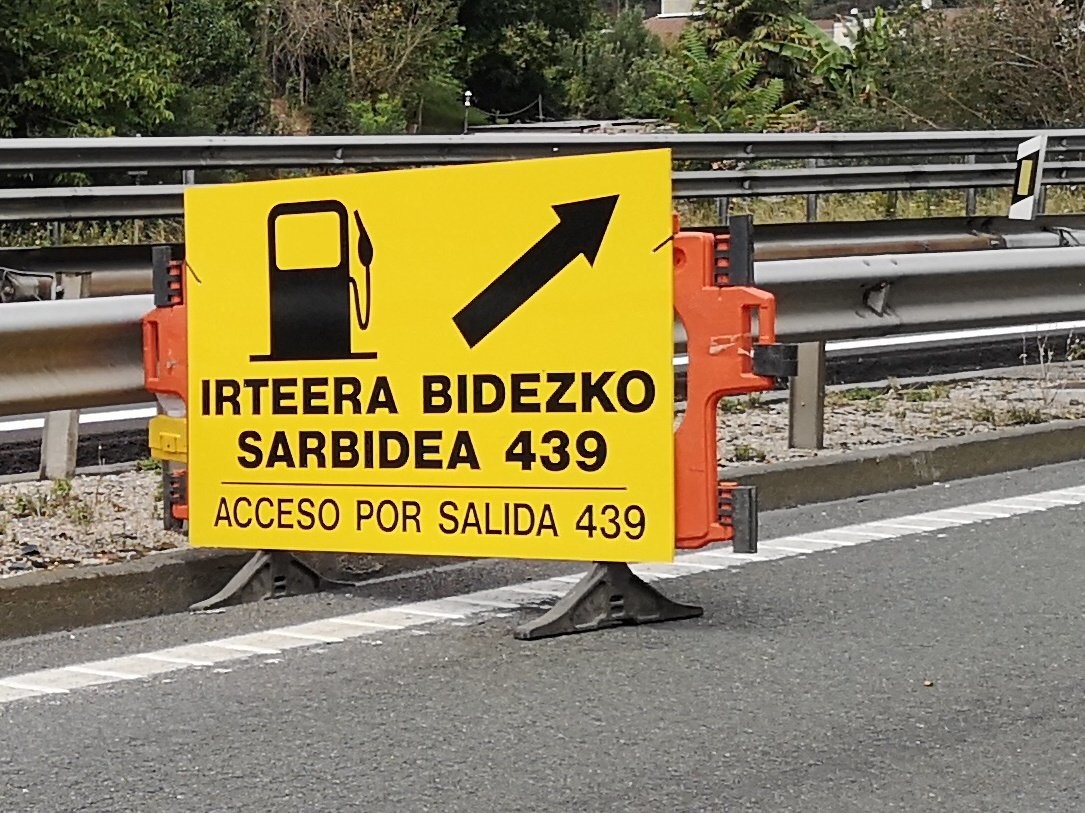 IRTEERA BIDEZKO
SARBIDEA 439
ACCESO POR SALIDA 439